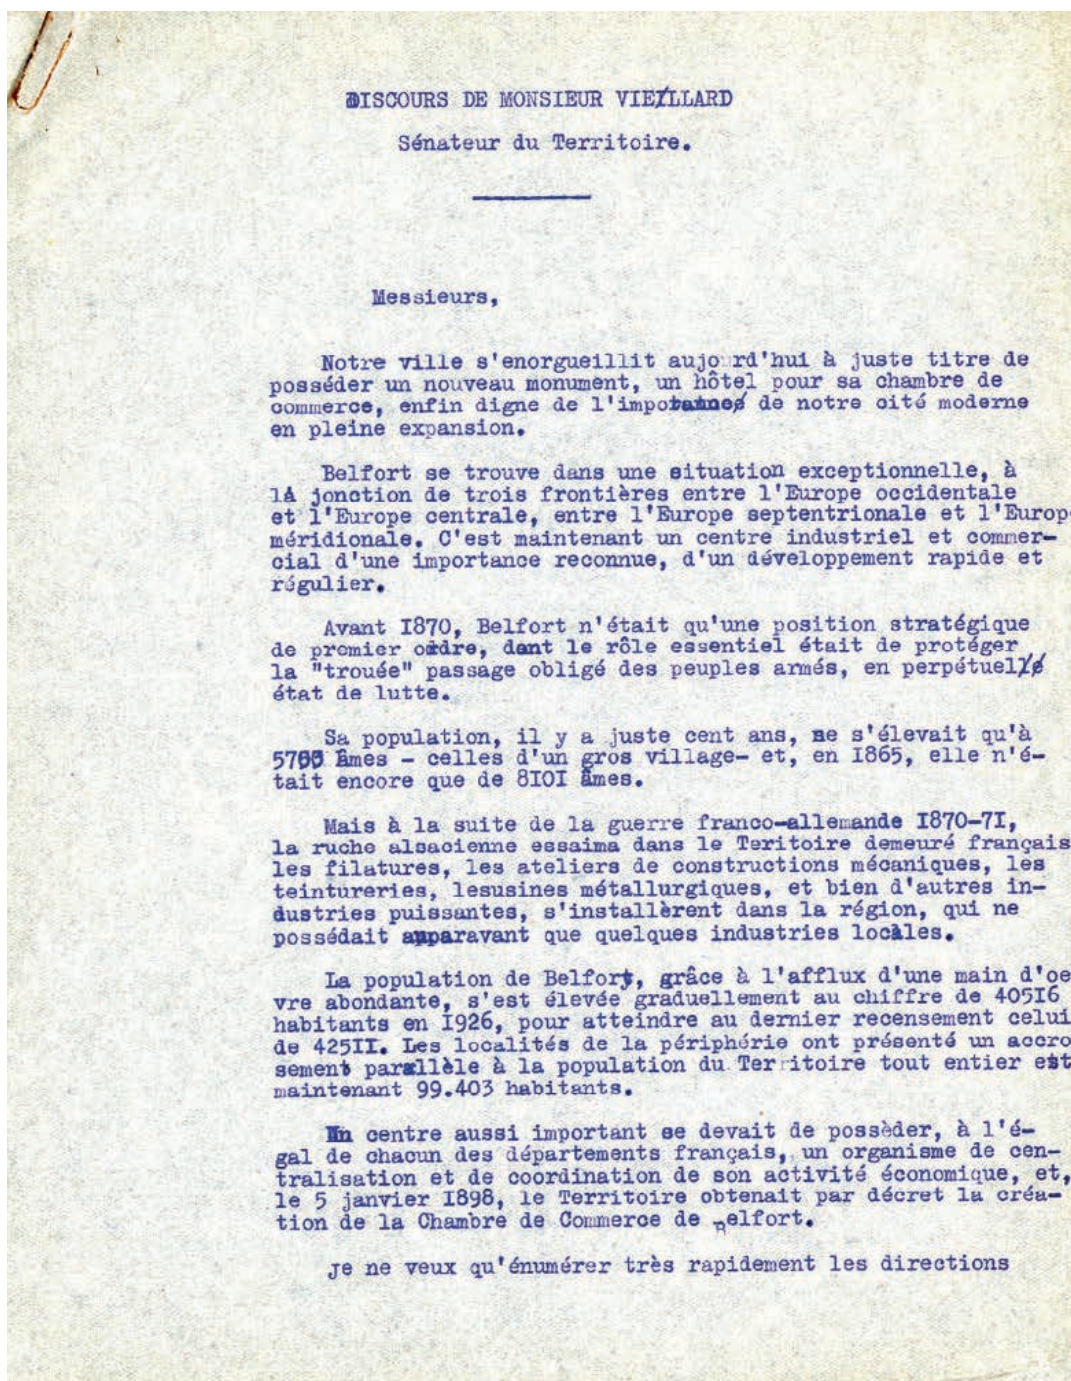 DISCOURS DE MONSIEUR VIEILLARD
Sénateur du Territoire.
Messieurs,
Notre ville s'enorgueillit aujourd'hui à juste titre de
posséder un nouveau monument, un hôtel pour sa chambre de
commerce, enfin digne de l'importance de notre cité moderne
en pleine expansion.
Belfort se trouve dans une situation exceptionnelle, à
la jonction de trois frontières entre l'Europe occidentale
et l'Europe centrale, entre l'Europe septentrionale et l'Europ
méridionale. C'est maintenant un centre industriel et commer-
cial d'une importance reconnue, d'un développement rapide et
régulier.
Avant I870, Belfort n'était qu'une position stratégique
de premier ordre, dont le rôle essentiel était de protéger
la "trouée" passage obligé des peuples armés, en perpétuel
état de lutte.
Sa population, il y a juste cent ans, ne s'élevait qu'à
âmes - celles d'un gros village- et, en I865, elle n'é-
tait encore que de 8I0I âmes.
Mais à la suite de la guerre franco-allemande I870-7I,
la ruche alsacienne essaima dans le Teritoire demeuré français
les filatures, les ateliers de constructions mécaniques, les
teintureries, lesusines métallurgiques, et bien d'autres in-
dustries puissantes, s'installèrent dans la région, qui ne
possédait auparavant que quelques industries locales.
La population de Belfort, grâce à l'afflux d'une main d'oe
vre abondante, s'est élevée graduellement au chiffre de 405I6
habitants en I926, pour atteindre au dernier recensement celui
de 425II. Les localités de la périphérie ont présenté un accro
sement parallèle à la population du Territoire tout entier est
maintenant 99.403 habitants.
Un centre aussi important se devait de possèder, à l'é-
gal de chacun des départements français, un organisme de cen-
tralisation et de coordination de son activité économique, et,
le 5 janvier I898, le Territoire obtenait par décret la créa-
tion de la Chambre de Commerce de Belfort.
je ne veux qu'énumérer très rapidement les directions